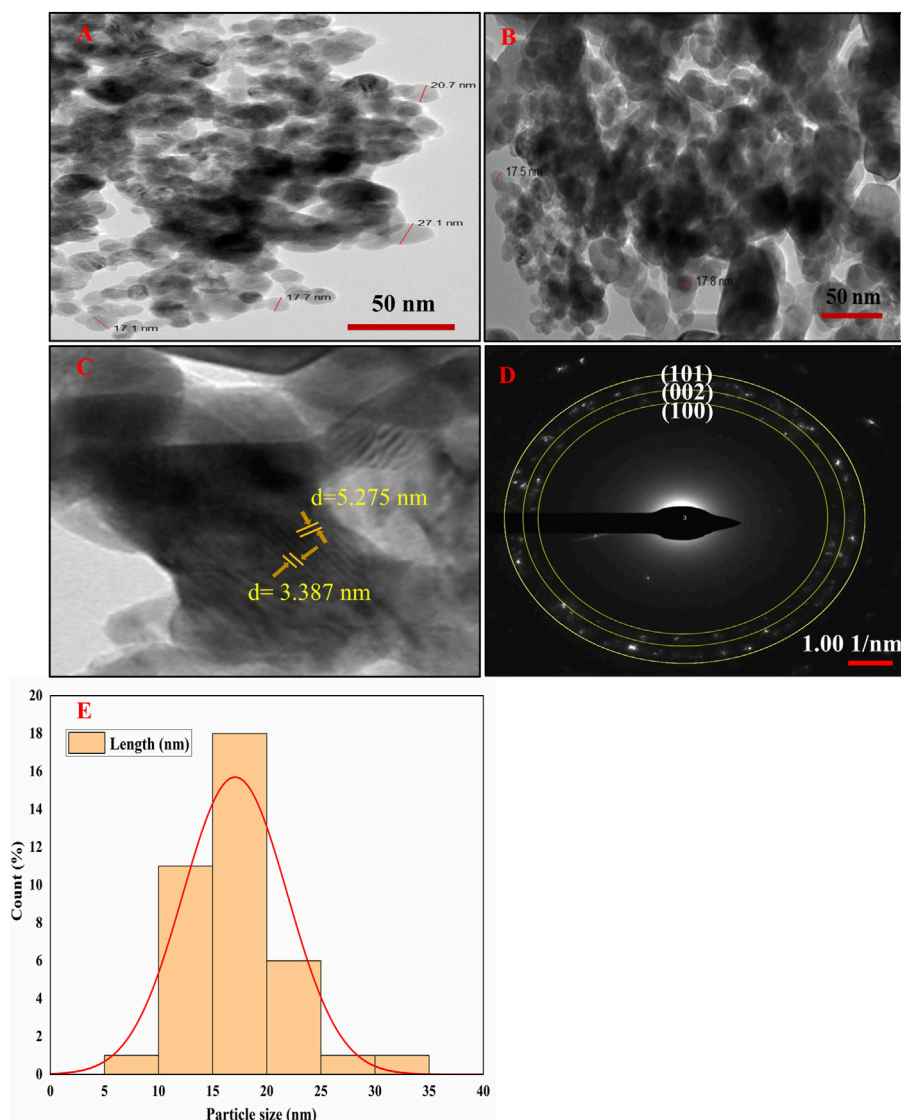 A
20.7 nm
27.1 nm
17.7 nm
17.1 nm
50 nm
B
17.5 nm
17.8 nm
50 nm
C
d=5.275 nm
d= 3.387 nm
D
(101)
(002)
(100)
3
1.00 1/nm
E
Length (nm)
Count (%)
20
18
16
14
12
10
8
6
4
2
0
0 5 10 15 20 25 30 35 40
Particle size (nm)